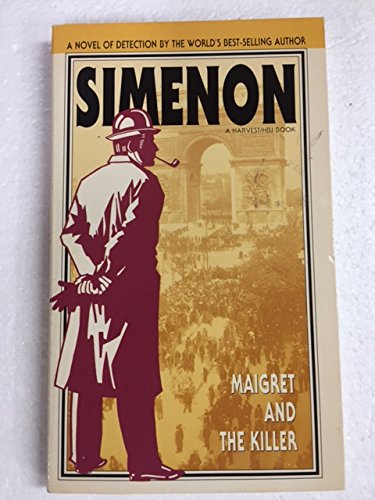 A NOVEL OF DETECTION BY THE WORLD'S BEST-SELLING AUTHOR
SIMENON
A HARVEST/HBJ BOOK
MAIGRET
AND
THE KILLER